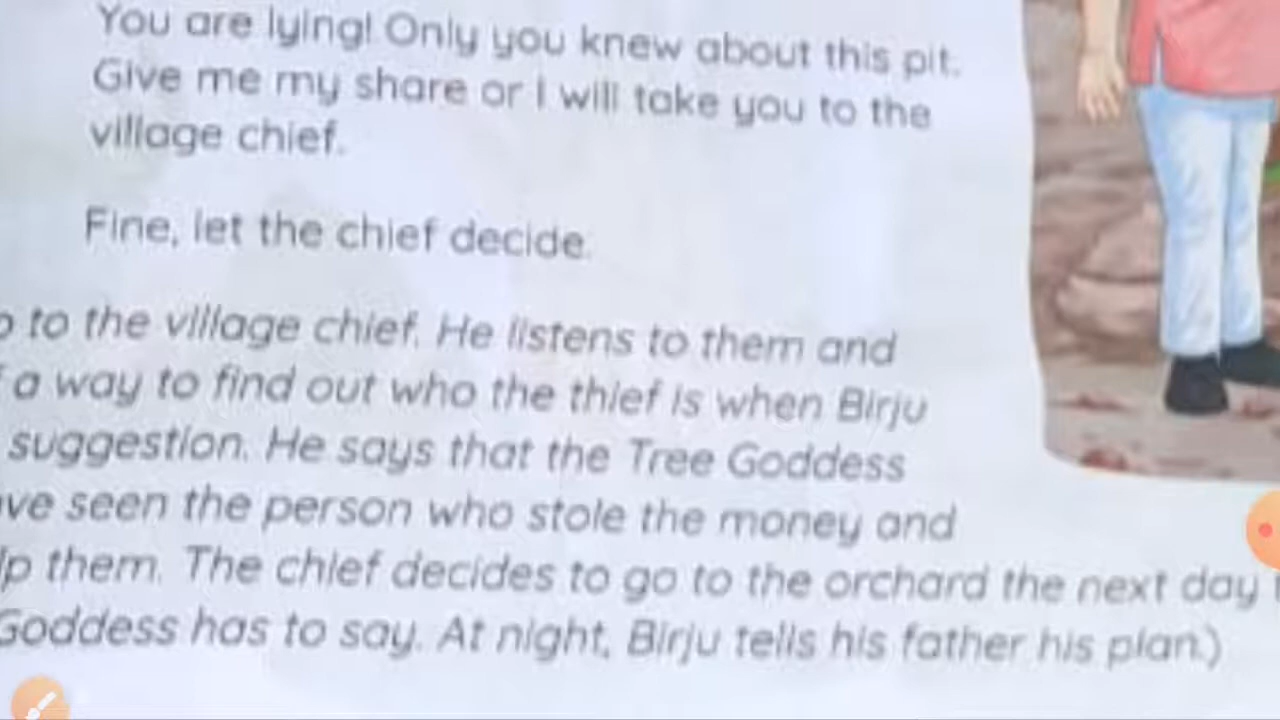 You are lying! Only you knew about this pit.
Give me my share or I will take you to the
village chief.
Fine, let the chief decide.
to the village chief. He listens to them and
a way to find out who the thief is when Birju
suggestion. He says that the Tree Goddess
seen the person who stole the money and
them. The chief decides to go to the orchard the next day
Goddess has to say. At night, Birju tells his father his plan.)